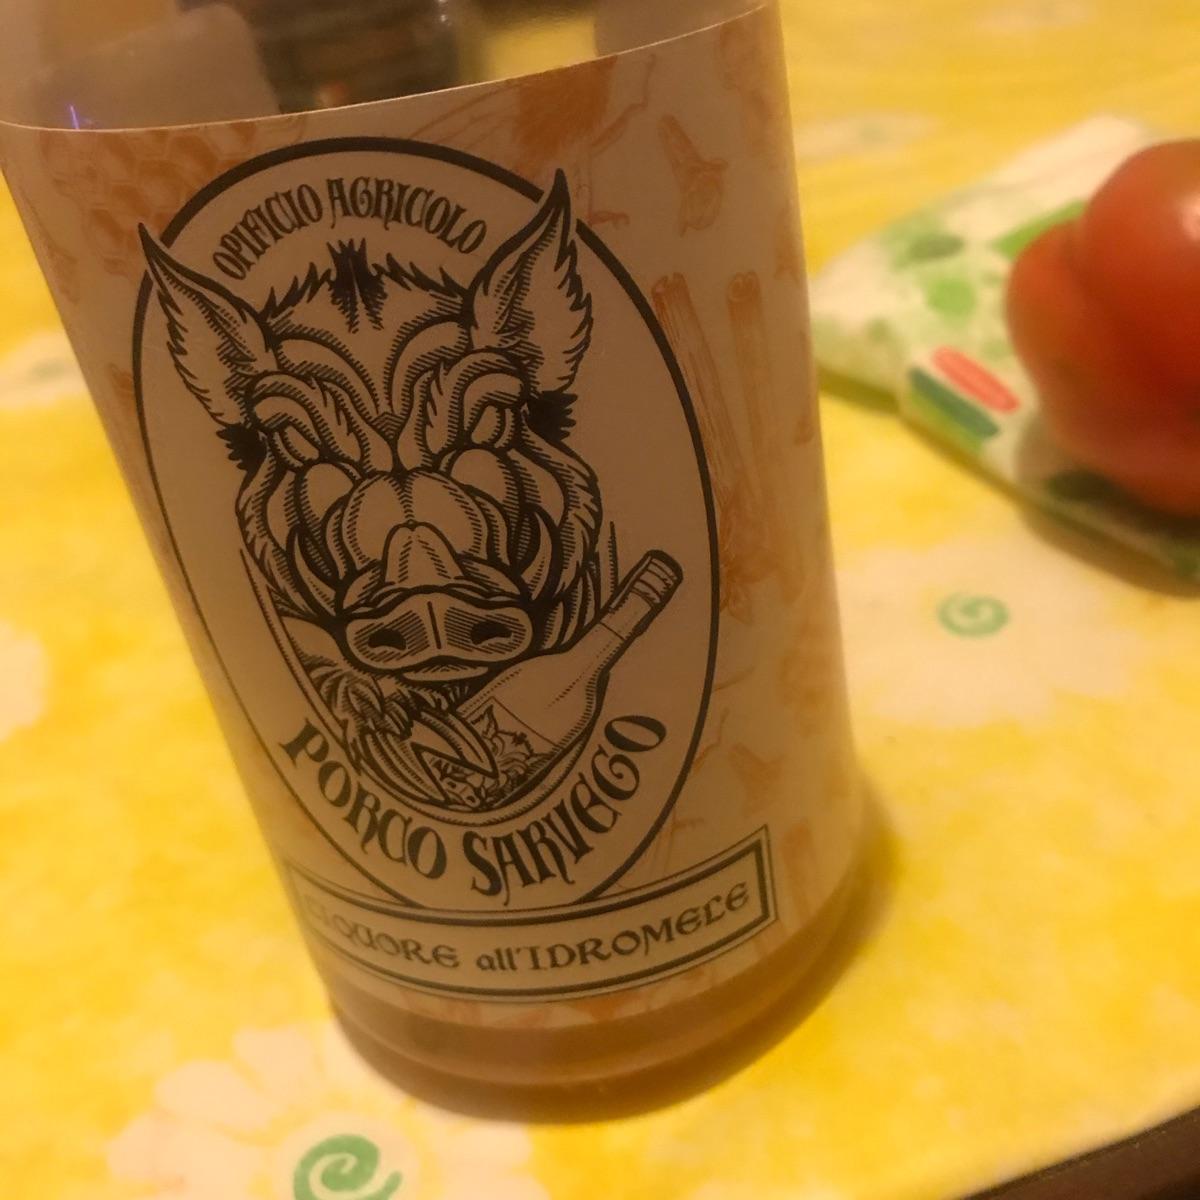 OPIFICIO AGRICOLO
PORCO SARVEGO
LIQUORE all'IDROMELE